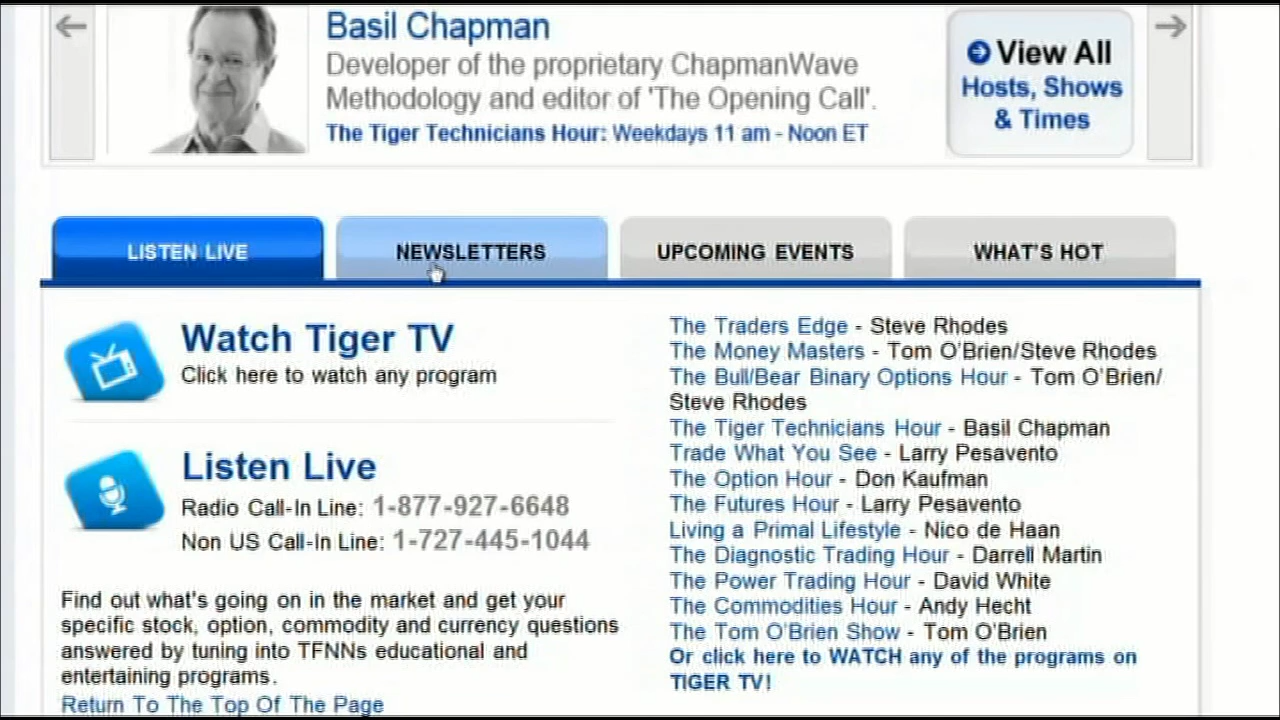 Basil Chapman
Developer of the proprietary ChapmanWave
Methodology and editor of 'The Opening Call'.
The Tiger Technicians Hour: Weekdays 11 am - Noon ET
View All
Hosts, Shows
& Times
LISTEN LIVE
NEWSLETTERS
UPCOMING EVENTS
WHAT'S HOT
Watch Tiger TV
Click here to watch any program
Listen Live
Radio Call-In Line: 1-877-927-6648
Non US Call-In Line: 1-727-445-1044
Find out what's going on in the market and get your
specific stock, option, commodity and currency questions
answered by tuning into TFNNs educational and
entertaining programs.
Return To The Top Of The Page
The Traders Edge - Steve Rhodes
The Money Masters - Tom O'Brien/Steve Rhodes
The Bull/Bear Binary Options Hour - Tom O'Brien/
Steve Rhodes
The Tiger Technicians Hour - Basil Chapman
Trade What You See - Larry Pesavento
The Option Hour - Don Kaufman
The Futures Hour - Larry Pesavento
Living a Primal Lifestyle - Nico de Haan
The Diagnostic Trading Hour - Darrell Martin
The Power Trading Hour - David White
The Commodities Hour - Andy Hecht
The Tom O'Brien Show - Tom O'Brien
Or click here to WATCH any of the programs on
TIGER TV!